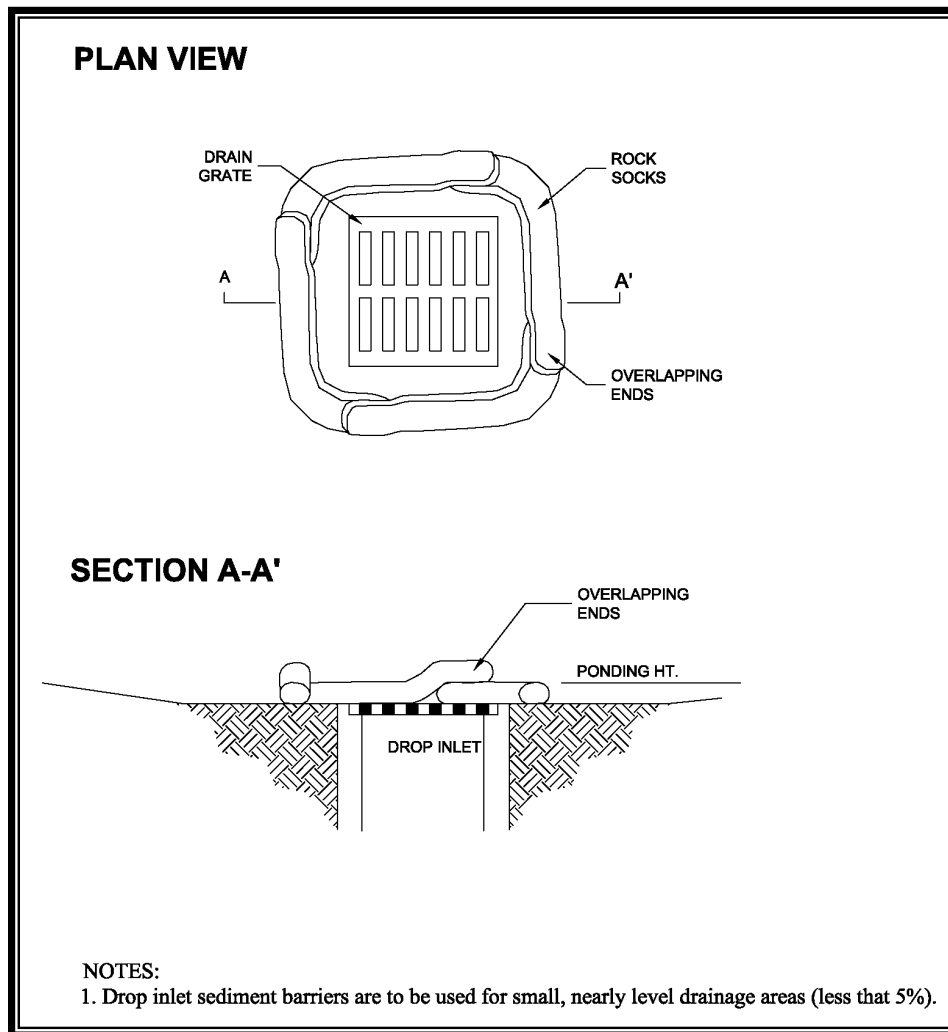 PLAN VIEW
DRAIN
GRATE
ROCK
SOCKS
A
A'
OVERLAPPING
ENDS
SECTION A-A'
OVERLAPPING
ENDS
PONDING HT.
DROP INLET
NOTES:
1. Drop inlet sediment barriers are to be used for small, nearly level drainage areas (less that 5%).